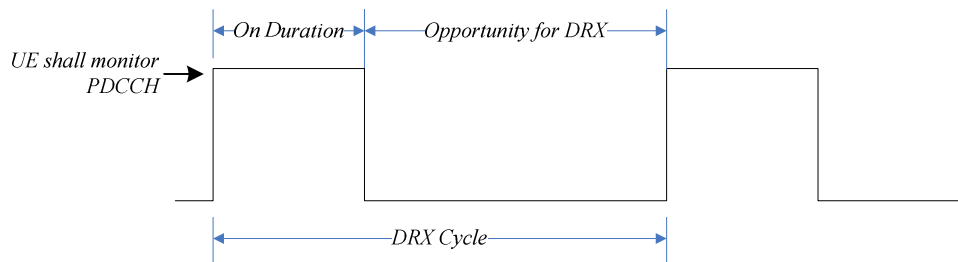 On Duration
Opportunity for DRX
UE shall monitor
PDCCH
DRX Cycle